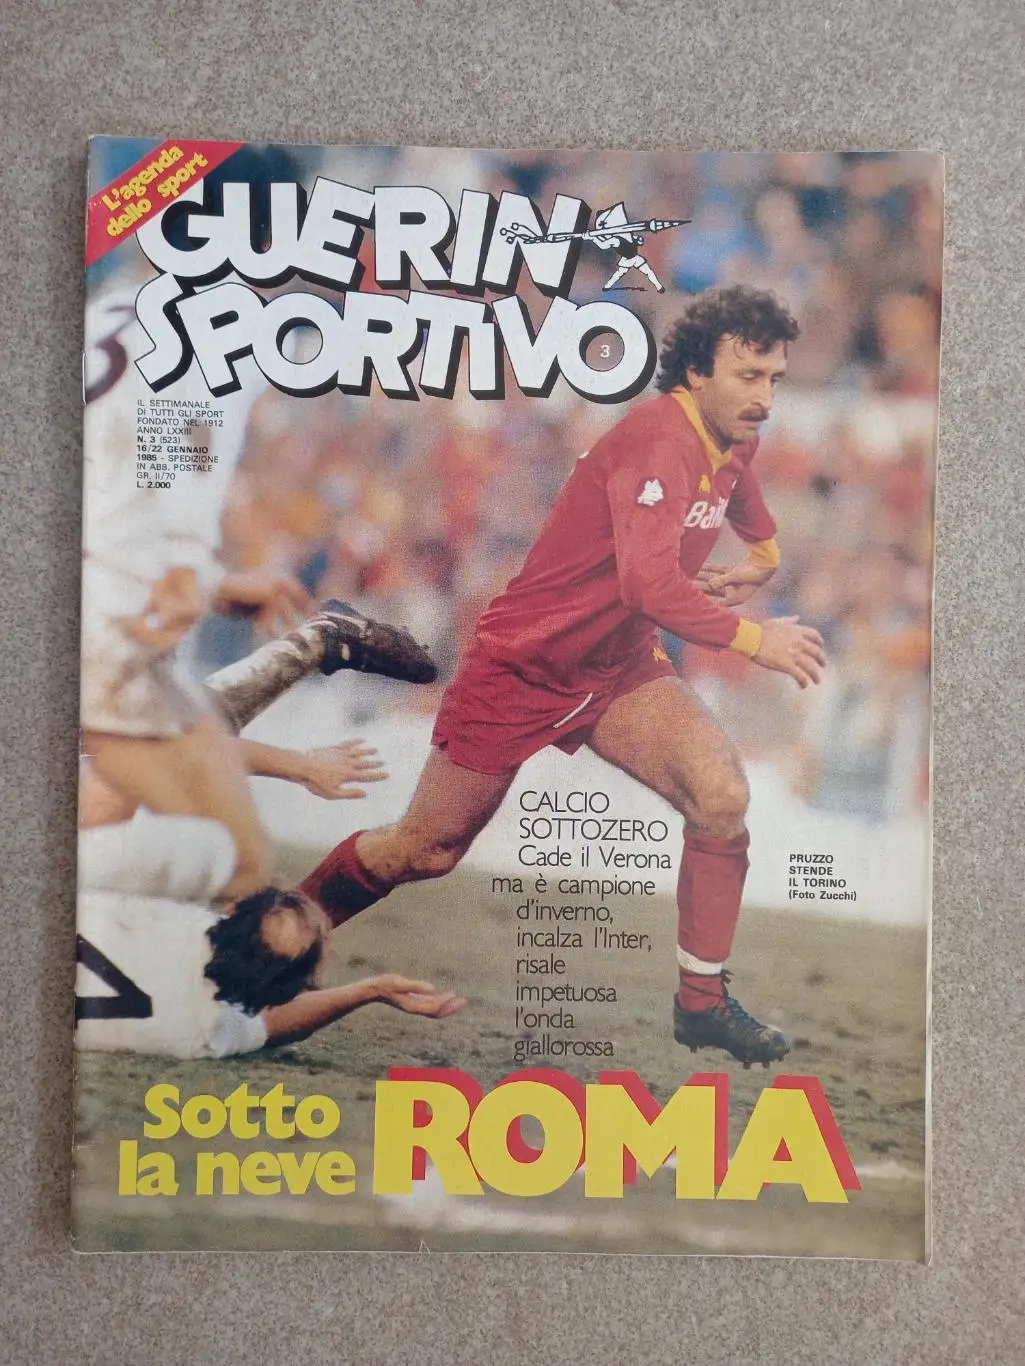 L'agenda
dello sport
GUERIN
SPORTIVO
3
IL SETTIMANALE
DI TUTTI GLI SPORT
FONDATO NEL 1912
ANNO LXXIII
N. 3 (523)
16/22 GENNAIO
1985 - SPEDIZIONE
IN ABB. POSTALE
GR. II/70
L. 2.000
3
CALCIO
SOTTOZERO
Cade il Verona
ma è campione
d'inverno,
incalza l'Inter,
risale
impetuosa
l'onda
giallorossa
PRUZZO
STENDE
IL TORINO
(Foto Zucchi)
7
Sotto
la neve ROMA